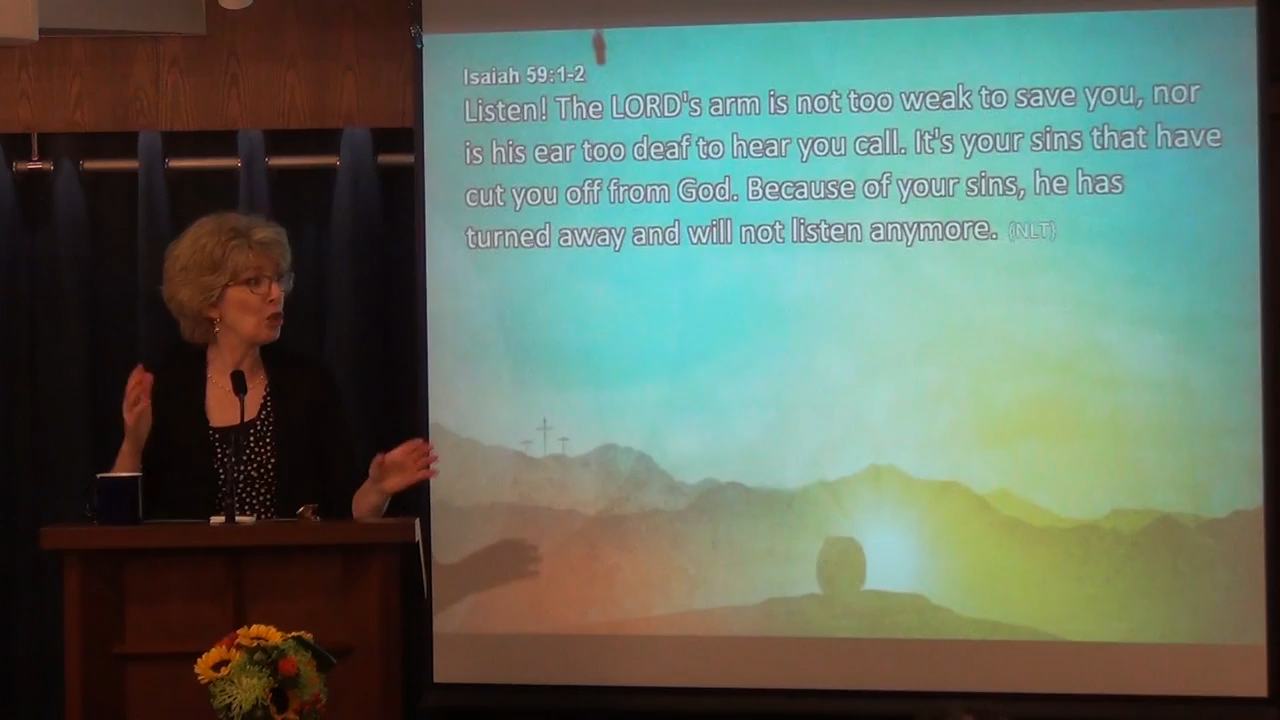 Isaiah 59:1-2
Listen! The LORD's arm is not too weak to save you, nor
is his ear too deaf to hear you call. It's your sins that have
cut you off from God. Because of your sins, he has
turned away and will not listen anymore. {NLT}